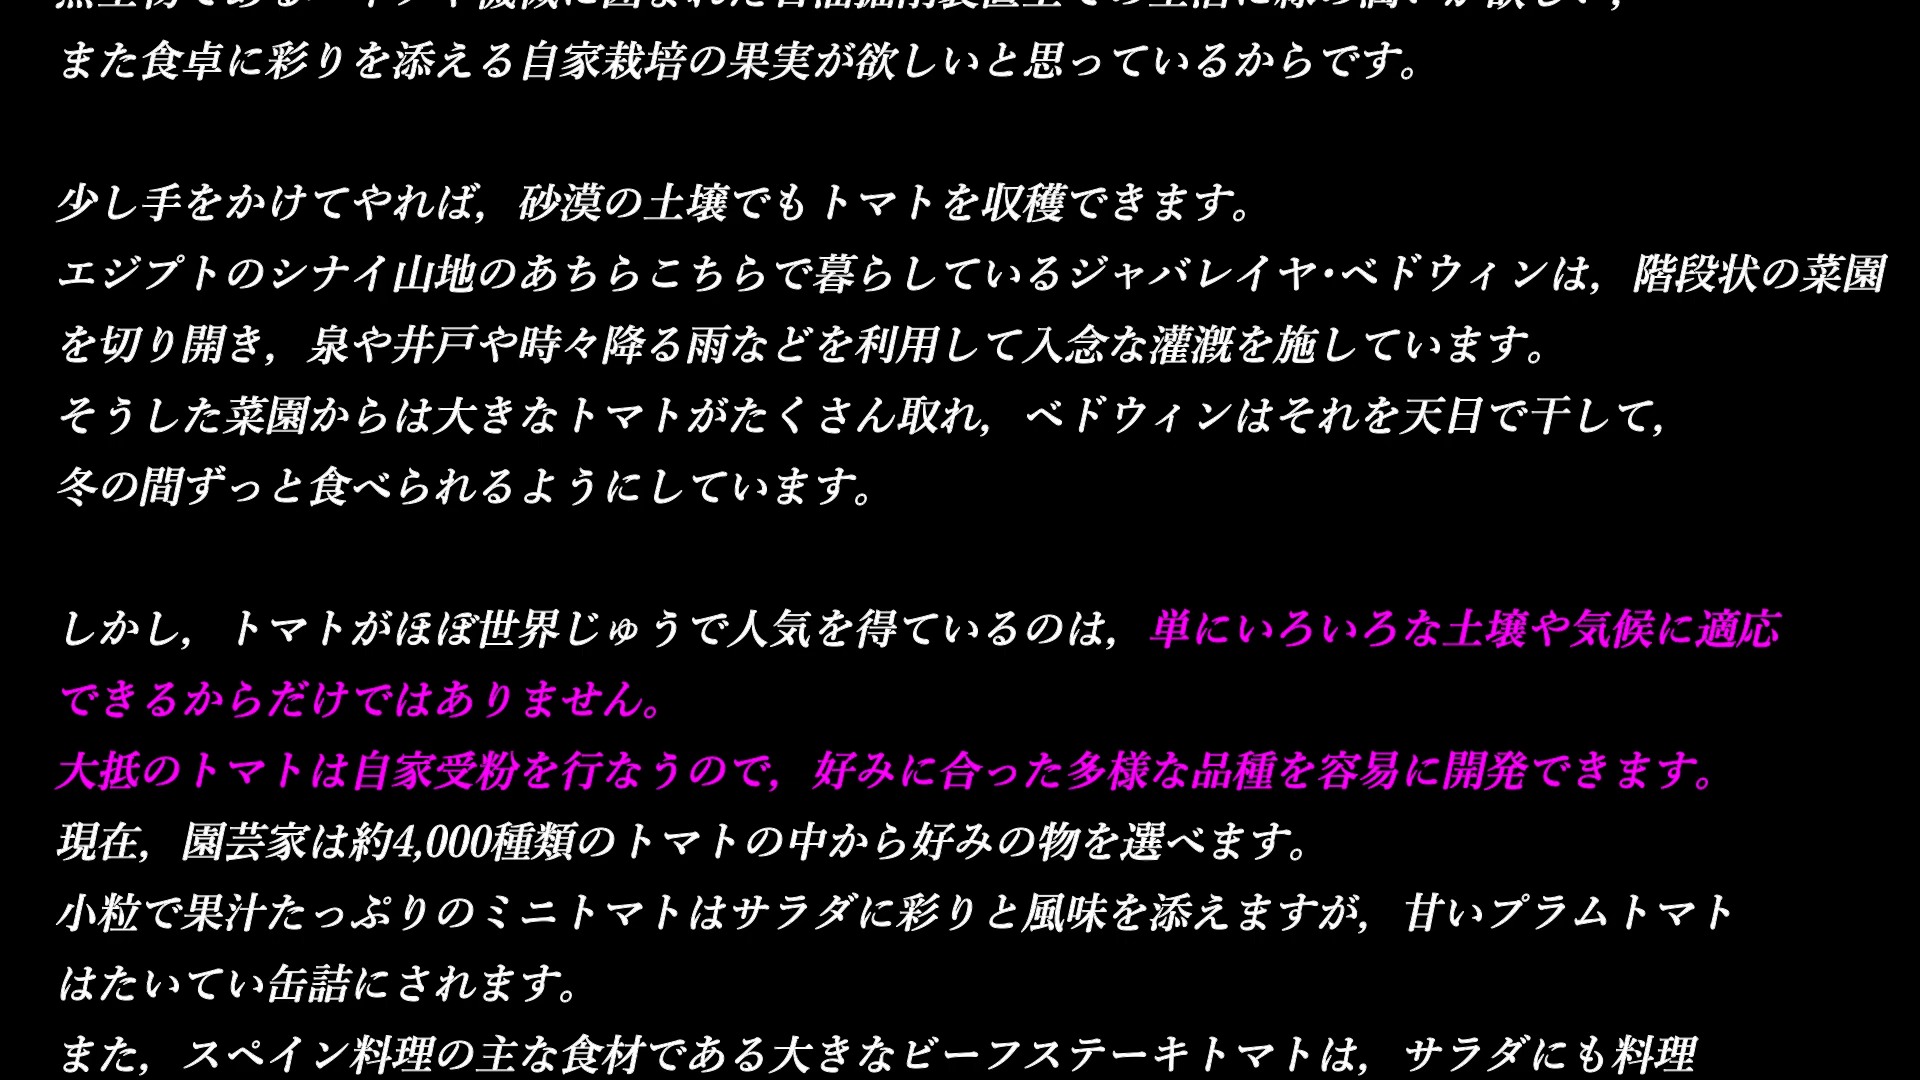 また食卓に彩りを添える自家栽培の果実が欲しいと思っているからです。
少し手をかけてやれば，砂漠の土壌でもトマトを収穫できます。
エジプトのシナイ山地のあちらこちらで暮らしているジャバレイヤ・ベドウィンは，階段状の菜園
を切り開き，泉や井戸や時々降る雨などを利用して入念な灌漑を施しています。
そうした菜園からは大きなトマトがたくさん取れ，ベドウィンはそれを天日で干して，
冬の間ずっと食べられるようにしています。
しかし，トマトがほぼ世界じゅうで人気を得ているのは，単にいろいろな土壌や気候に適応
できるからだけではありません。
大抵のトマトは自家受粉を行なうので，好みに合った多様な品種を容易に開発できます。
現在，園芸家は約4,000種類のトマトの中から好みの物を選べます。
小粒で果汁たっぷりのミニトマトはサラダに彩りと風味を添えますが，甘いプラムトマト
はたいてい缶詰にされます。
また，スペイン料理の主な食材である大きなビーフステーキトマトは，サラダにも料理